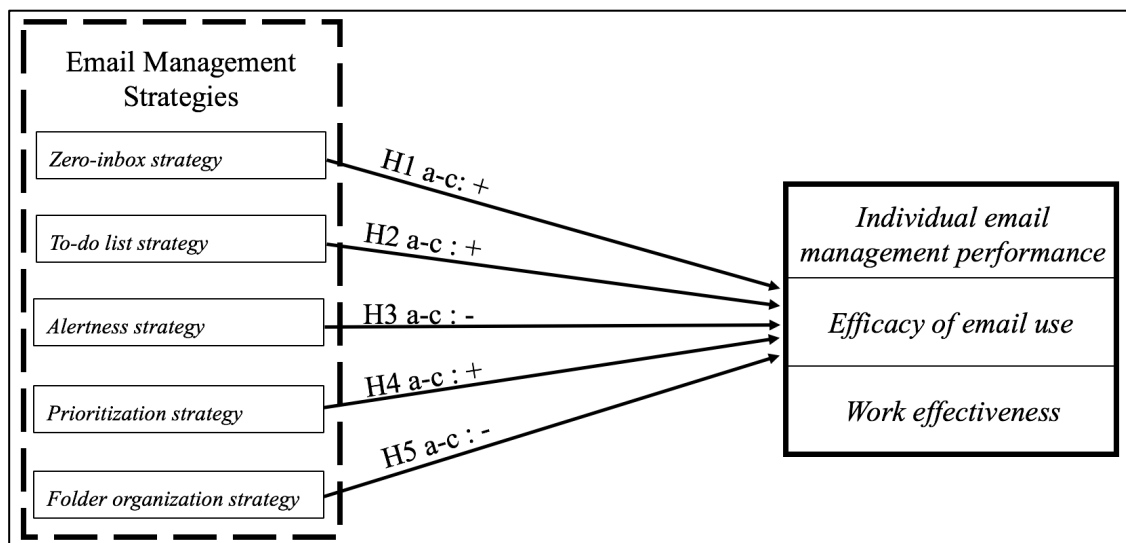 Email Management
Strategies
Zero-inbox strategy
To-do list strategy
Alertness strategy
Prioritization strategy
Folder organization strategy
H1 a-c: +
H2 a-c : +
H3 a-c : -
H4 a-c : +
H5 a-c : -
Individual email
management performance
Efficacy of email use
Work effectiveness